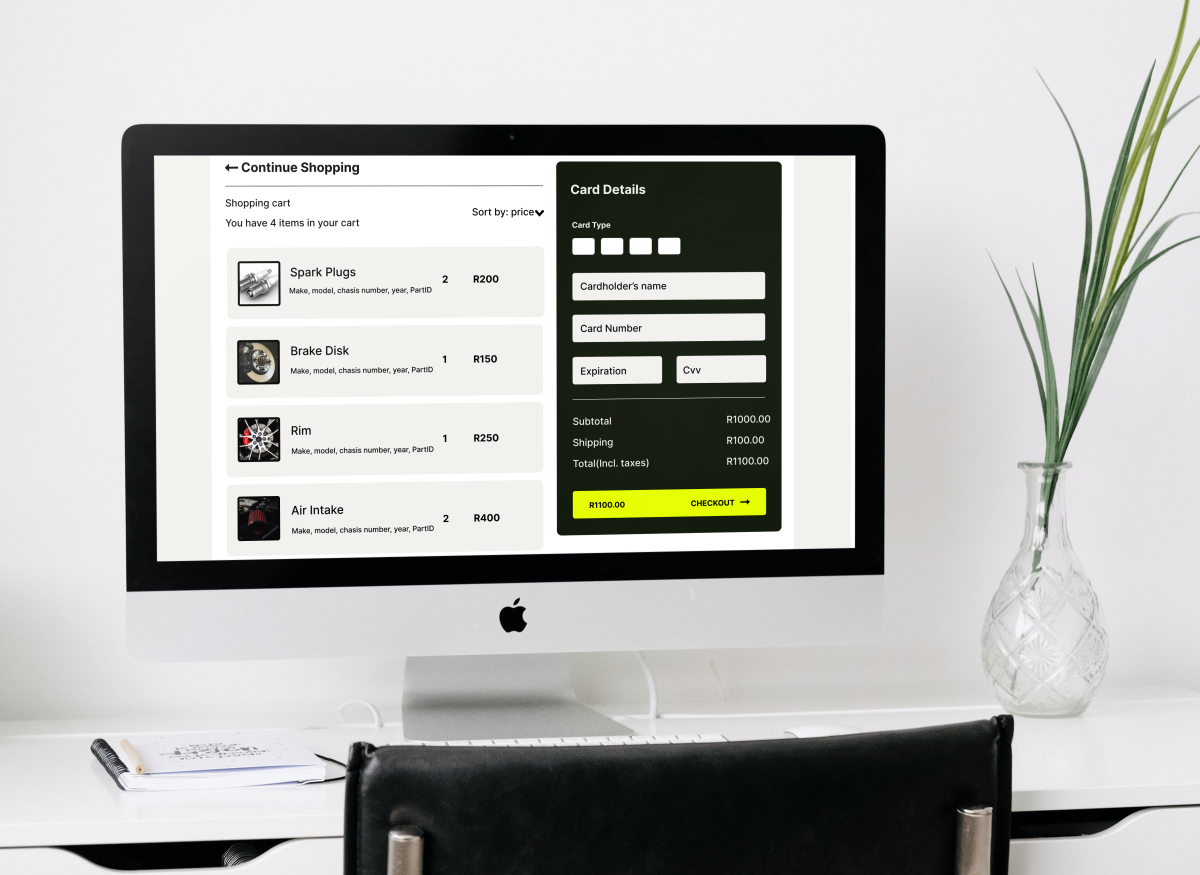 ← Continue Shopping
Shopping cart
You have 4 items in your cart
Sort by: price
Spark Plugs
Make, model, chasis number, year, PartID
2
R200
Brake Disk
Make, model, chasis number, year, PartID
1
R150
Rim
Make, model, chasis number, year, PartID
1
R250
Air Intake
Make, model, chasis number, year, PartID
2
R400
Card Details
Card Type
Cardholder's name
Card Number
Expiration
Cvv
Subtotal R1000.00
Shipping R100.00
Total(Incl. taxes) R1100.00
R1100.00 CHECKOUT →